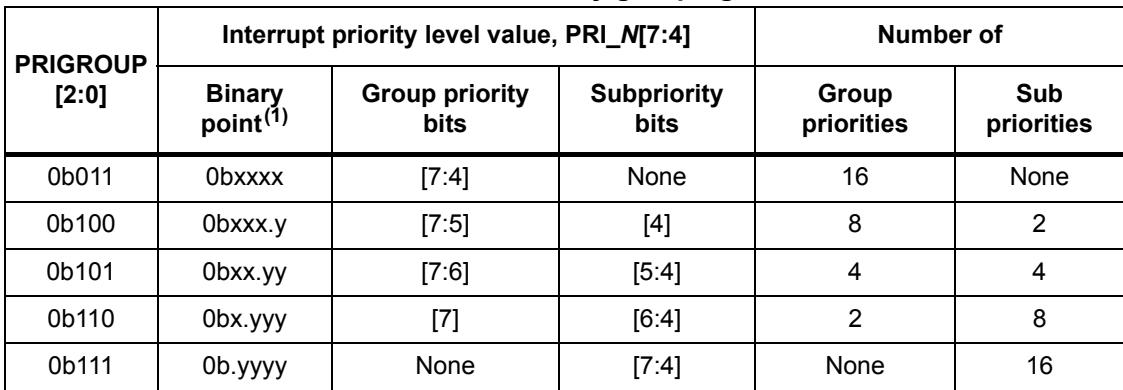 Interrupt priority level value, PRI_N[7:4] Number of
PRIGROUP
[2:0]
Binary
point(1)
Group priority
bits
Subpriority
bits
Group
priorities
Sub
priorities
0b011 0bxxxx [7:4] None 16 None
0b100 0bxxx.y [7:5] [4] 8 2
0b101 0bxx.yy [7:6] [5:4] 4 4
0b110 0bx.yyy [7] [6:4] 2 8
0b111 0b.yyyy None [7:4] None 16